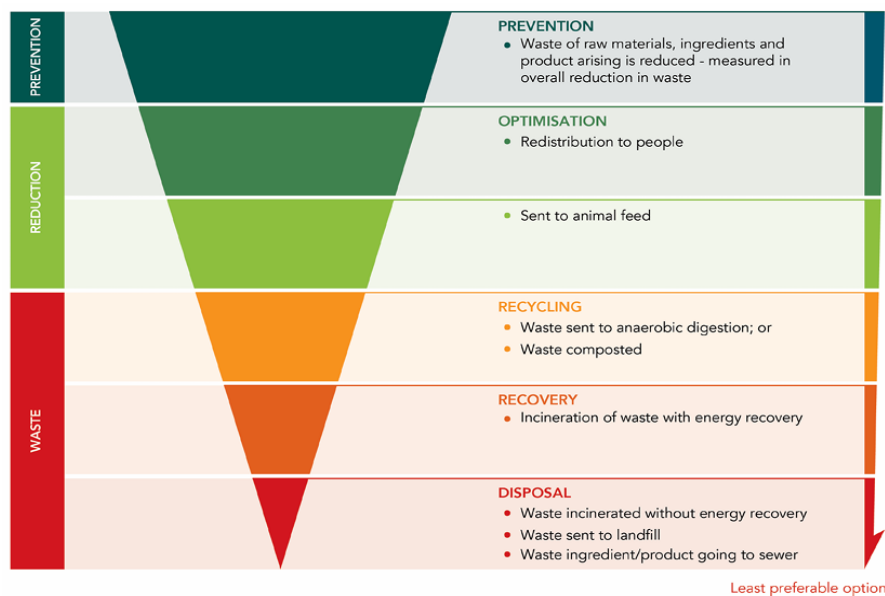 PREVENTION
PREVENTION
• Waste of raw materials, ingredients and
product arising is reduced - measured in
overall reduction in waste
REDUCTION
OPTIMISATION
• Redistribution to people
• Sent to animal feed
WASTE
RECYCLING
• Waste sent to anaerobic digestion; or
• Waste composted
RECOVERY
• Incineration of waste with energy recovery
DISPOSAL
• Waste incinerated without energy recovery
• Waste sent to landfill
• Waste ingredient/product going to sewer
Least preferable option